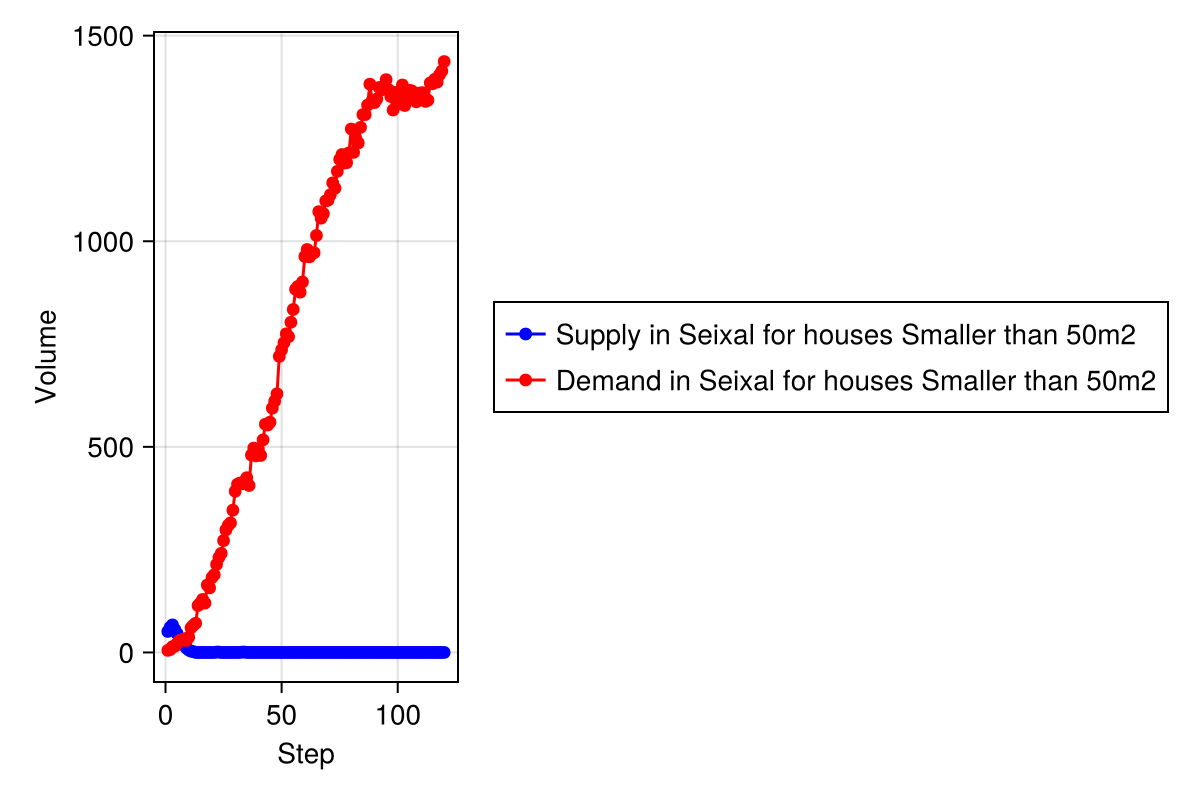 1500
1000
500
0
Volume
0 50 100
Step
Supply in Seixal for houses Smaller than 50m2
Demand in Seixal for houses Smaller than 50m2